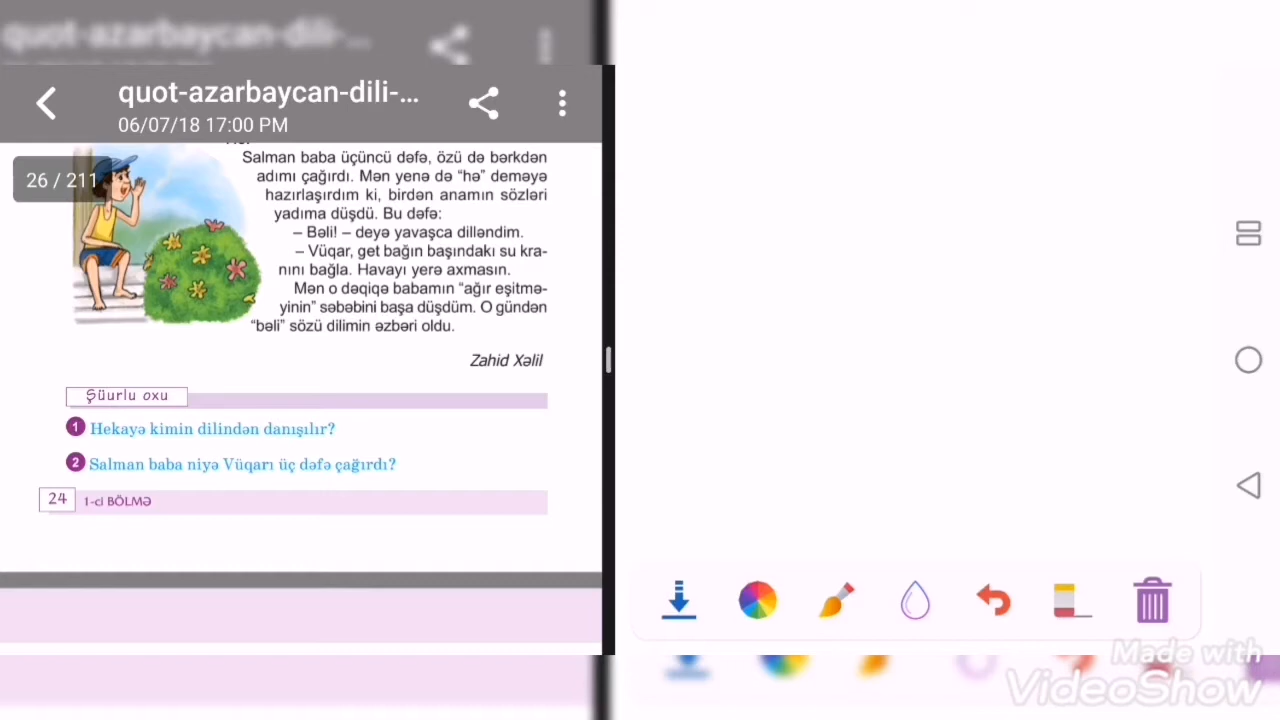 quot-azarbaycan-dili-...
quot-azarbaycan-dili-...
06/07/18 17:00 PM
26 / 211
Salman baba üçüncü dəfə, özü də bərkdən
adımı çağırdı. Mən yenə də “hə” deməyə
hazırlaşırdım ki, birdən anamın sözləri
yadıma düşdü. Bu dəfə:
– Bəli! – deyə yavaşca dilləndim.
– Vüqar, get bağın başındakı su kra-
nını bağla. Havayı yerə axmasın.
Mən o dəqiqə babamın “ağır eşitmə-
yinin” səbəbini başa düşdüm. O gündən
“bəli” sözü dilimin əzbəri oldu.
Zahid Xəlil
Şüurlu oxu
1 Hekayə kimin dilindən danışılır?
2 Salman baba niyə Vüqarı üç dəfə çağırdı?
24 1-ci BÖLMƏ
Made with
VideoShow